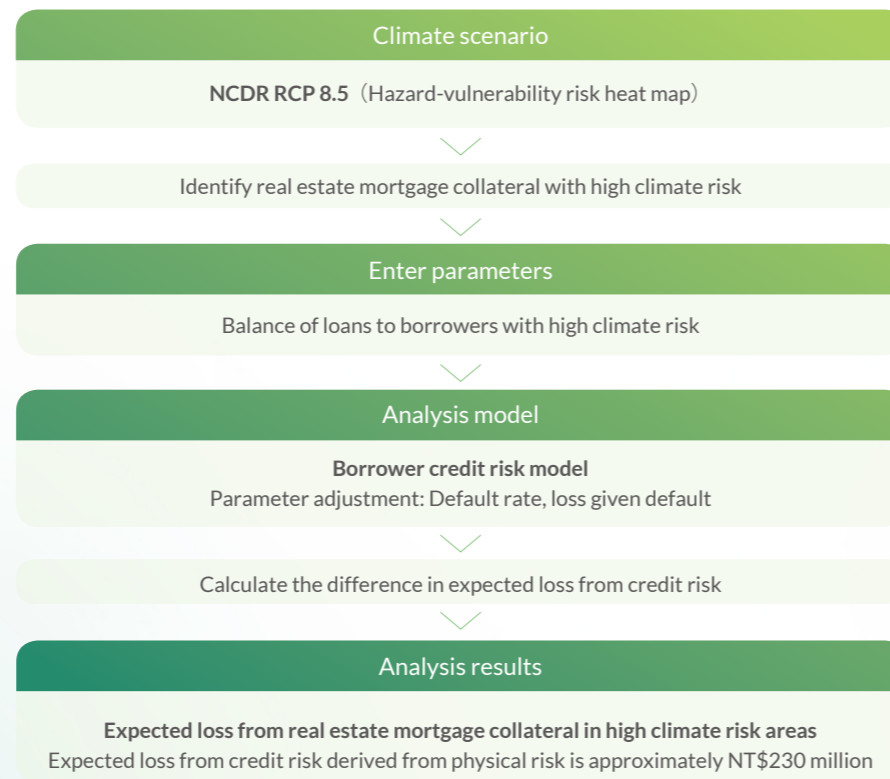 Climate scenario
NCDR RCP 8.5（Hazard-vulnerability risk heat map）
Identify real estate mortgage collateral with high climate risk
Enter parameters
Balance of loans to borrowers with high climate risk
Analysis model
Borrower credit risk model
Parameter adjustment: Default rate, loss given default
Calculate the difference in expected loss from credit risk
Analysis results
Expected loss from real estate mortgage collateral in high climate risk areas
Expected loss from credit risk derived from physical risk is approximately NT$230 million